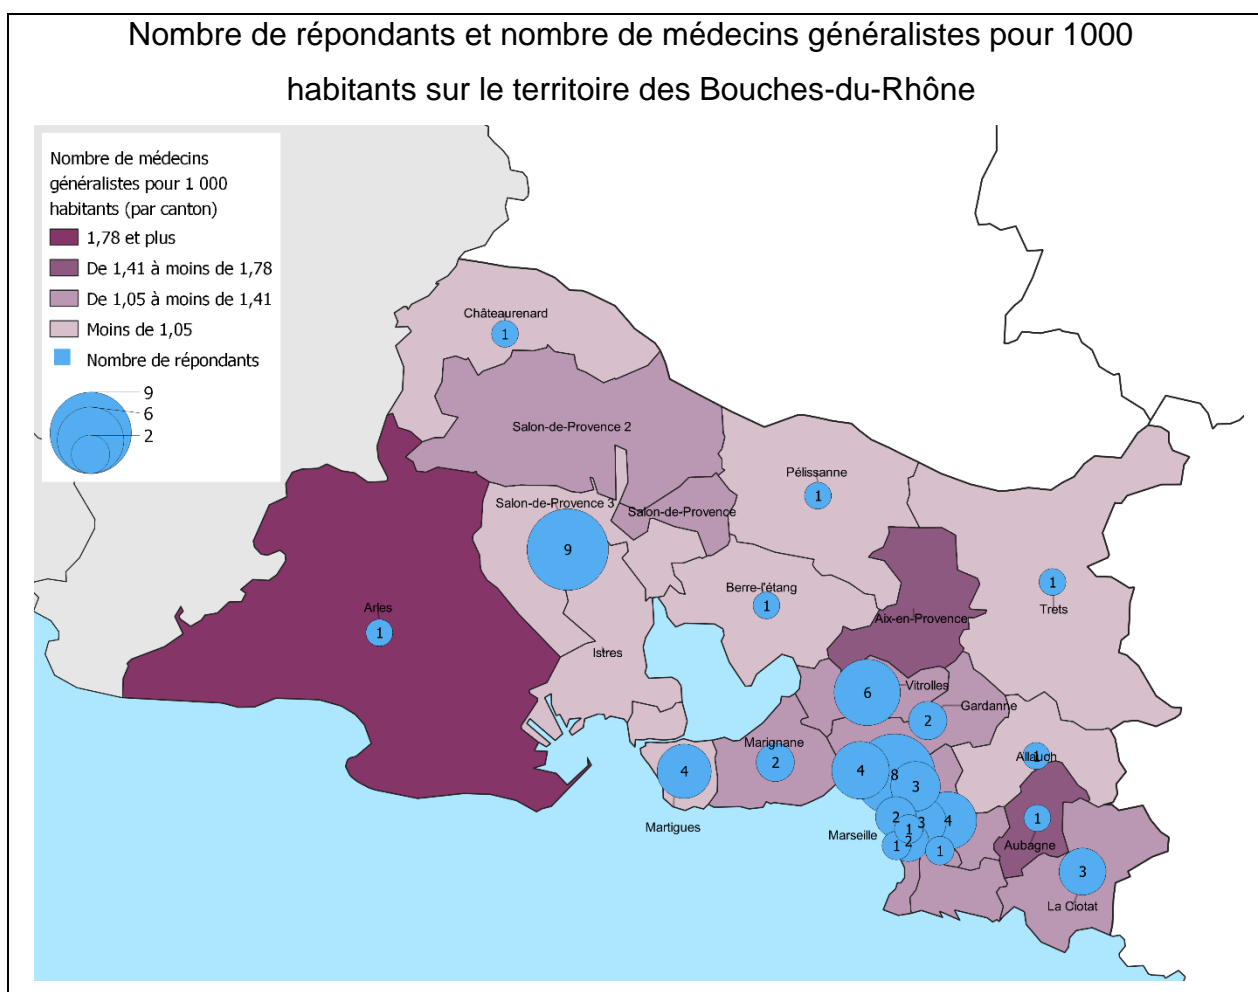 Nombre de répondants et nombre de médecins généralistes pour 1000
habitants sur le territoire des Bouches-du-Rhône
Nombre de médecins
généralistes pour 1 000
habitants (par canton)
1,78 et plus
De 1,41 à moins de 1,78
De 1,05 à moins de 1,41
Moins de 1,05
Nombre de répondants
9
6
2
Châteaurenard
1
Salon-de-Provence 2
Pélissanne
1
Salon-de-Provence 3
Salon-de-Provence
9
Berre-l'étang
1
1
Trets
Arles
1
Aix-en-Provence
Istres
Vitrolles
6
Gardanne
2
Marignane
2
4
Martigues
Allauch
1
4
8
3
2
3
4
1
Marseille
1
2
1
1
Aubagne
3
La Ciotat